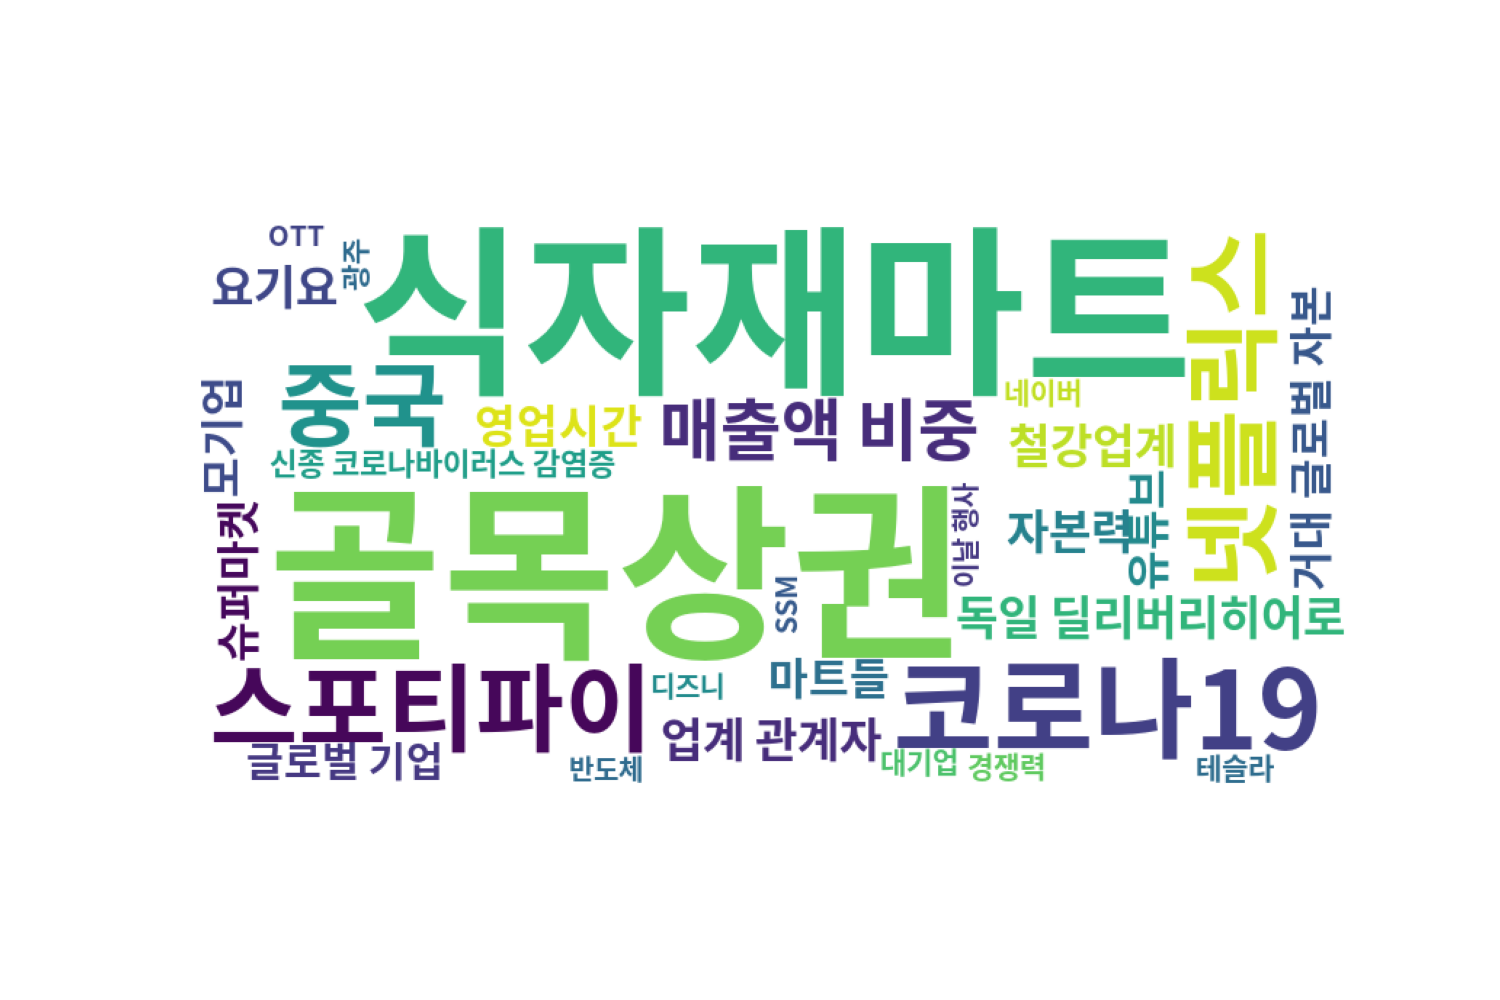 OTT
광주
요기요
식자재마트
넷플릭스
거대 글로벌 자본
모기업
중국
영업시간
매출액 비중
네이버
철강업계
신종 코로나바이러스 감염증
슈퍼마켓
골목상권
이날 행사
자본력
유튜브
SSM
독일 딜리버리히어로
스포티파이
디즈니
마트들
코로나19
글로벌 기업
반도체
업계 관계자
대기업
경쟁력
테슬라